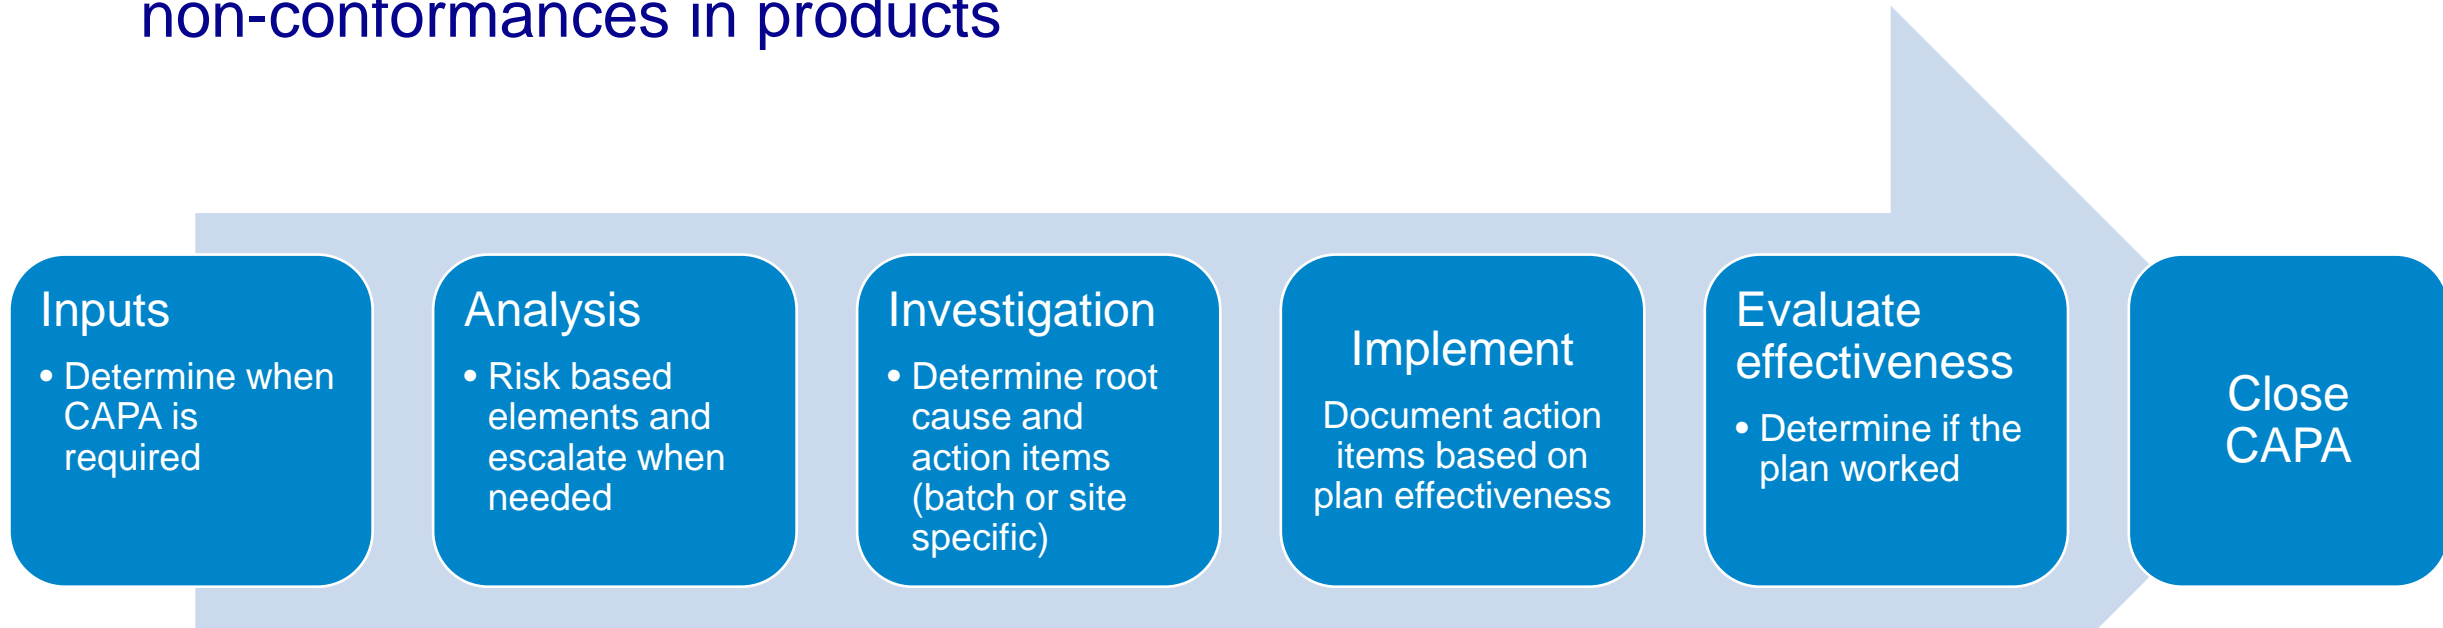 non-conformances in products
Inputs
• Determine when
CAPA is
required
Analysis
• Risk based
elements and
escalate when
needed
Investigation
• Determine root
cause and
action items
(batch or site
specific)
Implement
Document action
items based on
plan effectiveness
Evaluate
effectiveness
• Determine if the
plan worked
Close
CAPA